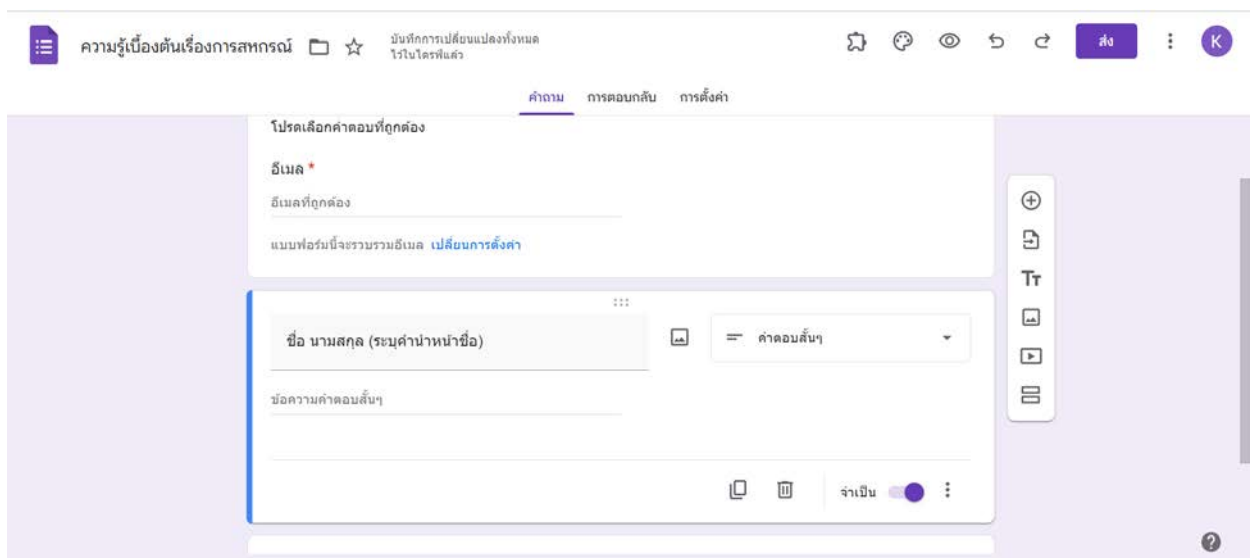 ความรู้เบื้องต้นเรื่องการสหกรณ์
บันทึกการเปลี่ยนแปลงทั้งหมด
ไว้ในไดรฟ์แล้ว
ส่ง
K
คำถาม การตอบกลับ การตั้งค่า
โปรดเลือกคำตอบที่ถูกต้อง
อีเมล *
อีเมลที่ถูกต้อง
แบบฟอร์มนี้จะรวบรวมอีเมล เปลี่ยนการตั้งค่า
ชื่อ นามสกุล (ระบุคำนำหน้าชื่อ)
คำตอบสั้นๆ
ข้อความคำตอบสั้นๆ
จำเป็น
Tт